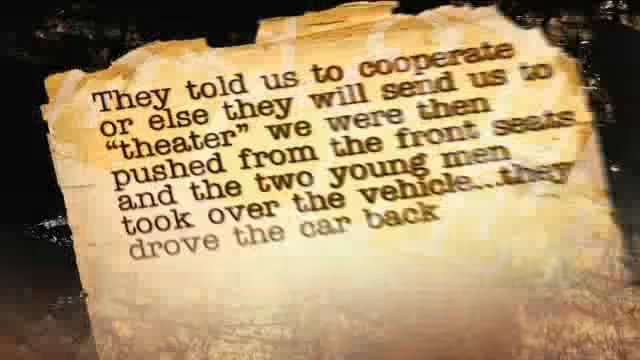 They told us to cooperate
or else they will send us to
“theater” we were then
pushed from the front seats
and the two young men
took over the vehicle...they
drove the car back